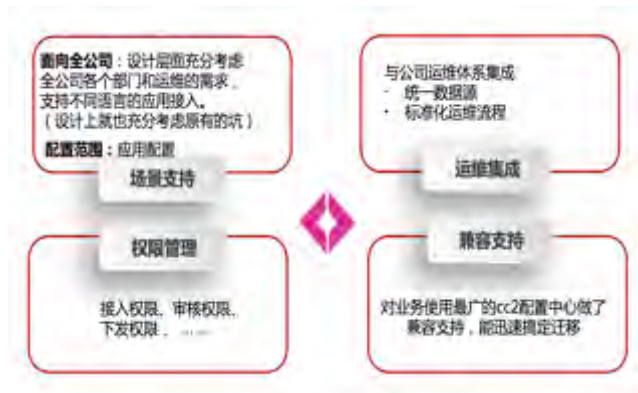 面向全公司：设计层面充分考虑
全公司各个部门和运维的需求，
支持不同语言的应用接入。
（设计上就也充分考虑原有的坑）
配置范围：应用配置
场景支持
与公司运维体系集成
- 统一数据源
· 标准化运维流程
运维集成
权限管理
接入权限、审核权限、
下发权限、……
兼容支持
对业务使用最广的cc2配置中心做了
兼容支持，能迅速搞定迁移